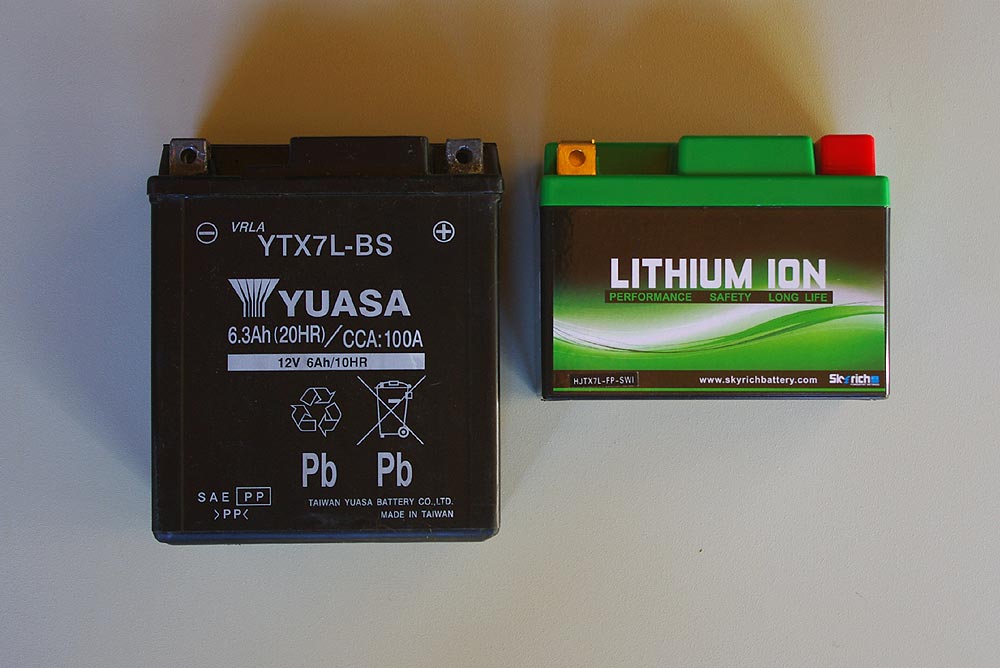 VRLA
YTX7L-BS
YUASA
6.3Ah(20HR)/CCA:100A
12V 6Ah/10HR
Pb Pb
SAE PP
>PP<
TAIWAN YUASA BATTERY CO.,LTD.
MADE IN TAIWAN
LITHIUM ION
PERFORMANCE SAFETY LONG LIFE
HJTX7L-FP-SWI
www.skyrichbattery.com
Skyrich